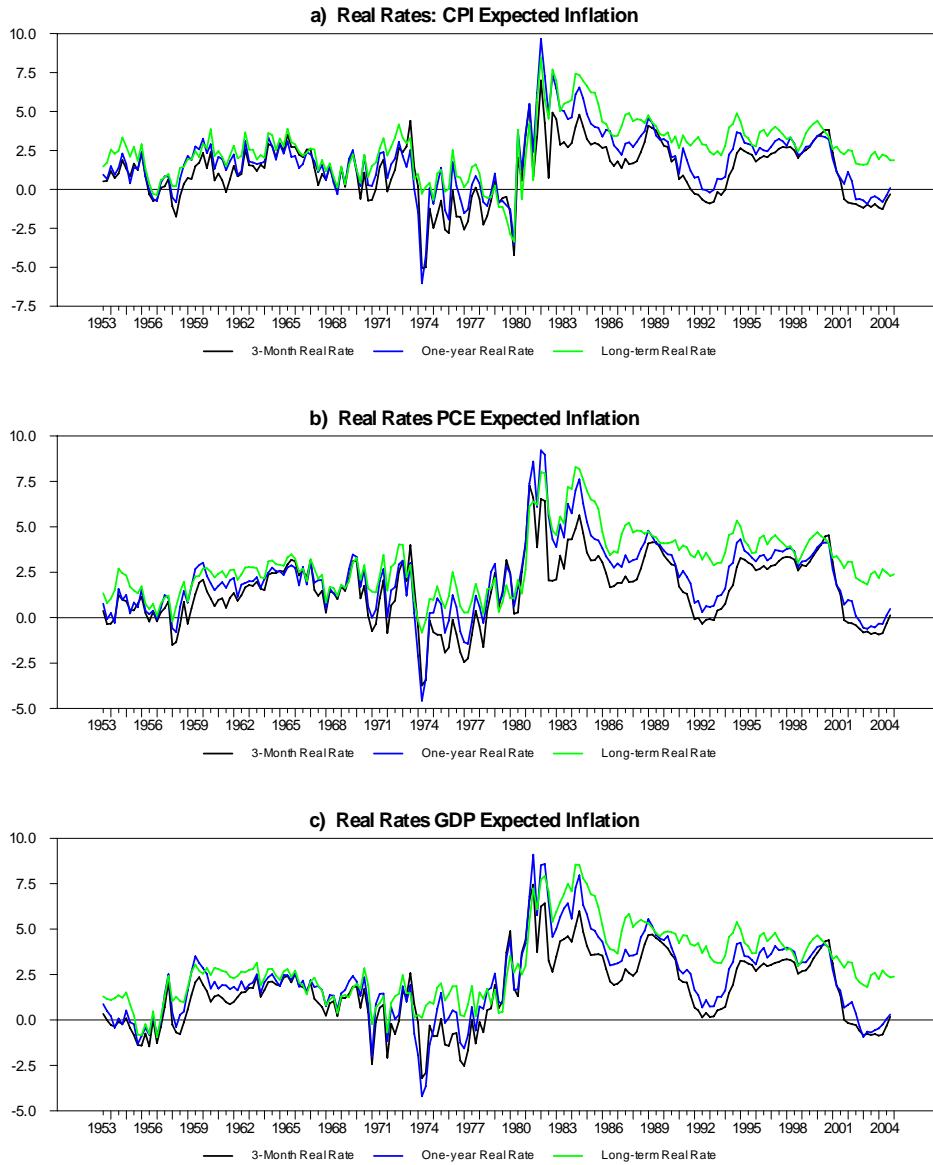 a) Real Rates: CPI Expected Inflation
10.0
7.5
5.0
2.5
0.0
-2.5
-5.0
-7.5
1953 1956 1959 1962 1965 1968 1971 1974 1977 1980 1983 1986 1989 1992 1995 1998 2001 2004
3-Month Real Rate One-year Real Rate Long-term Real Rate
b) Real Rates PCE Expected Inflation
10.0
7.5
5.0
2.5
0.0
-2.5
-5.0
1953 1956 1959 1962 1965 1968 1971 1974 1977 1980 1983 1986 1989 1992 1995 1998 2001 2004
3-Month Real Rate One-year Real Rate Long-term Real Rate
c) Real Rates GDP Expected Inflation
10.0
7.5
5.0
2.5
0.0
-2.5
-5.0
1953 1956 1959 1962 1965 1968 1971 1974 1977 1980 1983 1986 1989 1992 1995 1998 2001 2004
3-Month Real Rate One-year Real Rate Long-term Real Rate